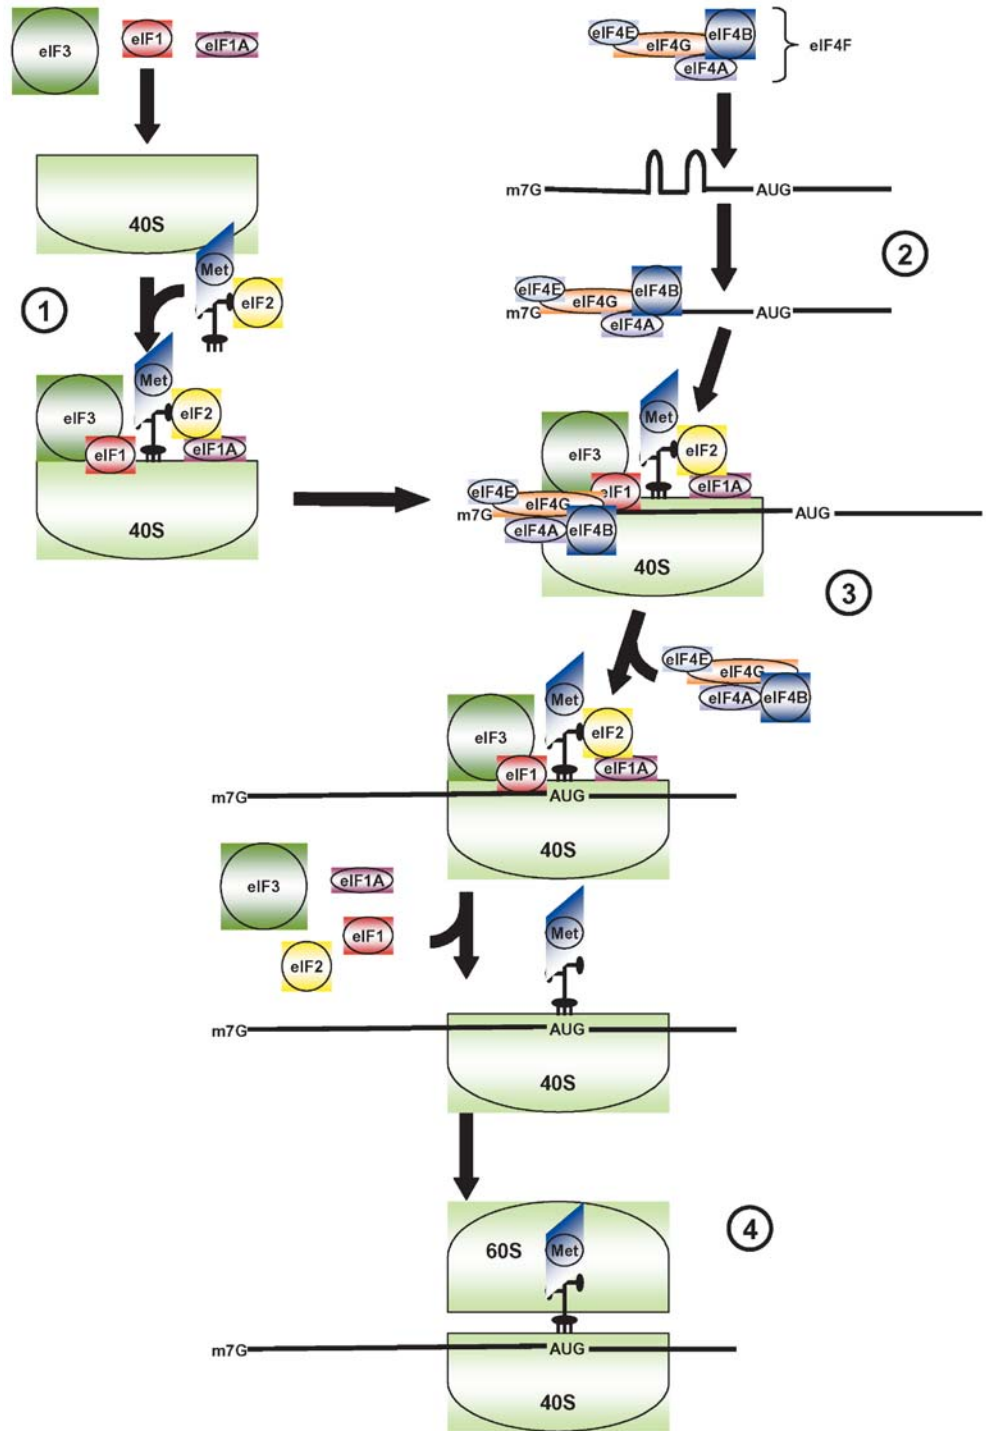 eIF3 eIF1 eIF1A
40S
Met
eIF2
1
eIF3 Met eIF2
eIF1 eIF1A
40S
eIF4E eIF4G eIF4B eIF4F
eIF4A
m7G AUG
2
eIF4E eIF4G eIF4B
m7G eIF4A AUG
Met
eIF3 eIF2
eIF4E eIF4G eIF1 eIF1A
m7G eIF4A eIF4B AUG
40S
3
eIF4E eIF4G
eIF4A eIF4B
Met
eIF3 eIF2
eIF1 eIF1A
m7G AUG
40S
eIF3 eIF1A
eIF1
eIF2
Met
m7G AUG
40S
4
60S Met
m7G AUG
40S